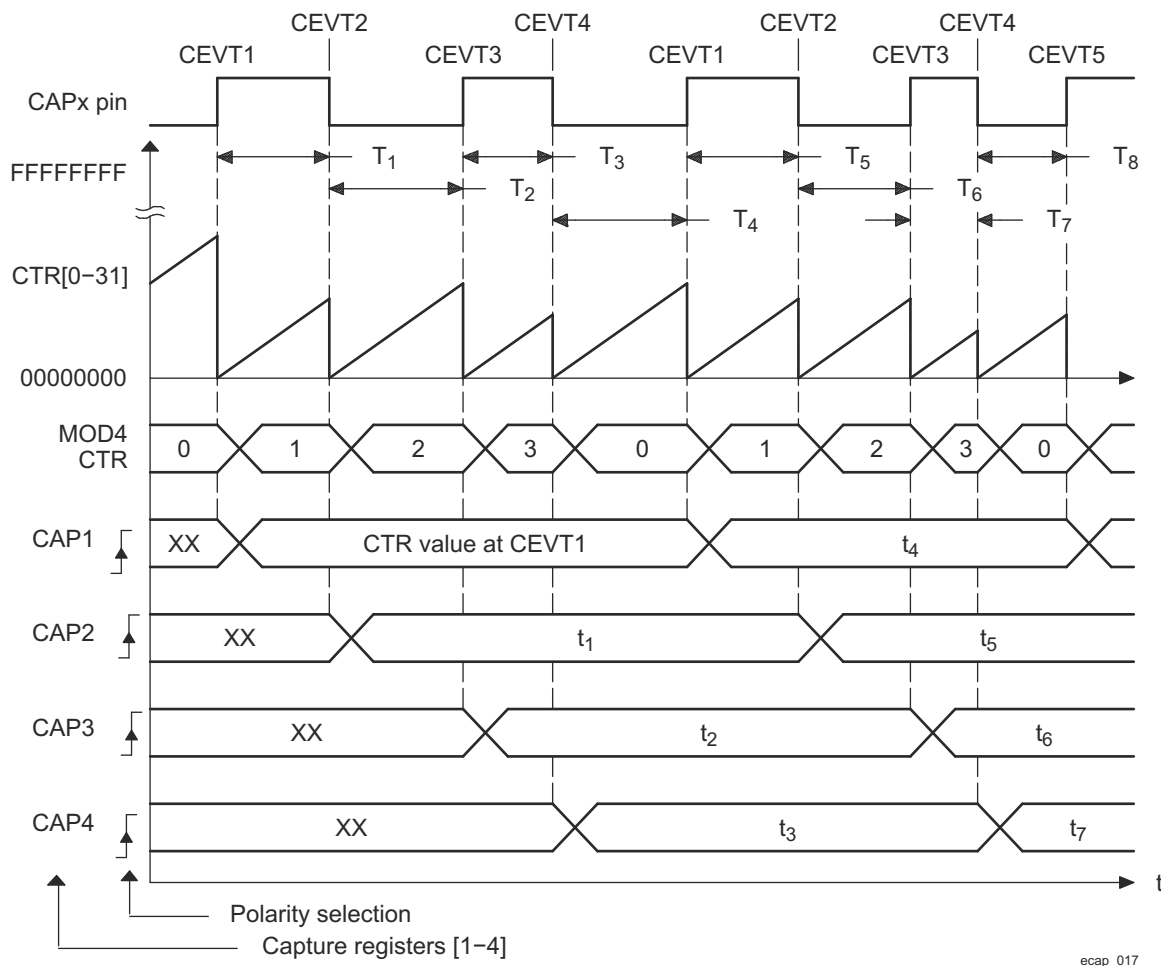 CEVT2 CEVT4 CEVT2 CEVT4
CEVT1 CEVT3 CEVT1 CEVT3 CEVT5
CAPx pin
T1 T3 T5 T8
FFFFFFFF
T2 T6
T4 T7
CTR[0−31]
00000000
MOD4
CTR
0 1 2 3 0 1 2 3 0
CAP1 XX CTR value at CEVT1 t4
CAP2 XX t1 t5
CAP3 XX t2 t6
CAP4 XX t3 t7
t
Polarity selection
Capture registers [1−4]
ecap_017